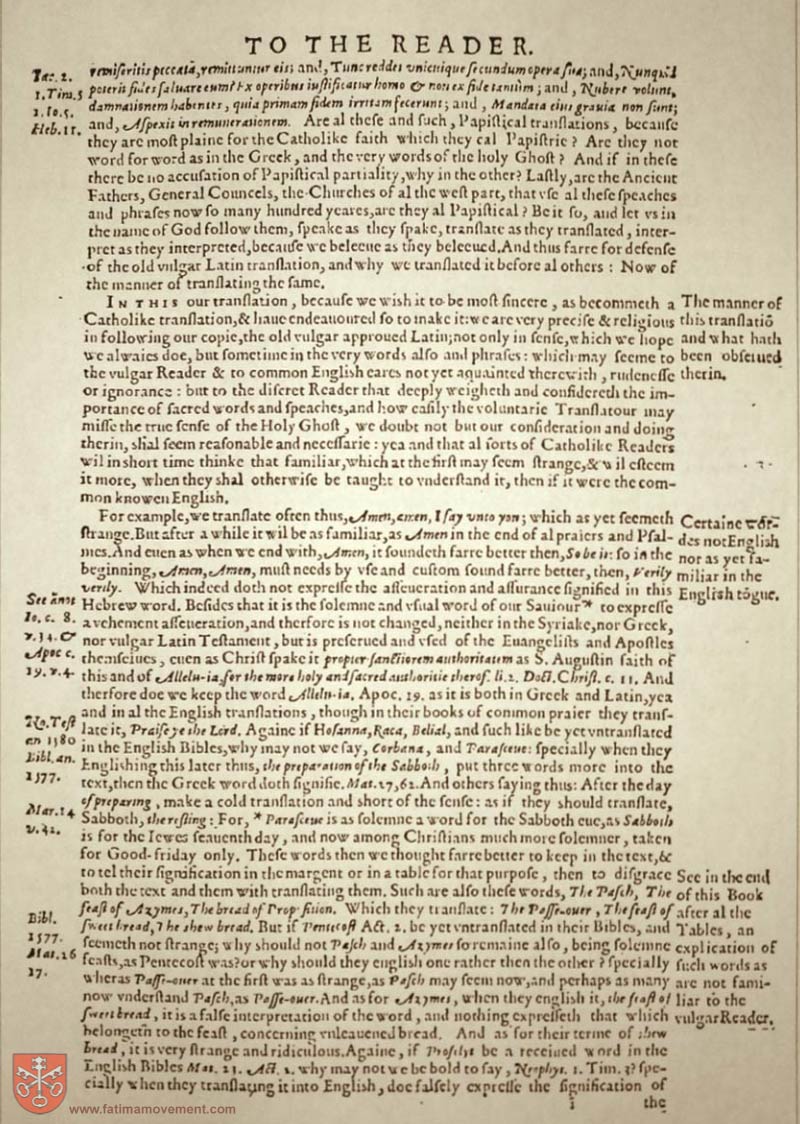 TO THE READER.
remiseritis peccata, remittuntur eis; and, Tunc reddet vnicuique secundum opera sua; and, Nunquid
poterit fides saluare eum? Ex operibus iustificatur homo & non ex fide tantum; and, Nubere volunt,
damnationem habentes, quia primam fidem irritam fecerunt; and, Mandata eius grauia non sunt;
and, Aspexit in remunerationem. Are al these and such, Papistical translations, because
they are most plaine for the Catholike faith which they cal Papistrie? Are they not
word for word as in the Greek, and the very words of the holy Ghost? And if in these
there be no accusation of Papistical partiality, why in the other? Lastly, are the Ancient
Fathers, General Councels, the Churches of al the west part, that vse al these speaches
and phrases now so many hundred yeares, are they al Papistical? Be it so, and let vs in
the name of God follow them, speake as they spake, translate as they translated, inter-
pret as they interpreted, because we beleeue as they beleeued. And thus farre for defense
of the old vulgar Latin translation, and why we translated it before al others: Now of
the manner of translating the same.
IN THIS our translation, because we wish it to be most sincere, as becommeth a
Catholike translation, & haue endeauoured so to make it: we are very precise & religious
in following our copie, the old vulgar approued Latin; not only in sense, which we hope
we alwaies doe, but sometime in the very words also and phrases: which may seeme to
the vulgar Reader & to common English eares not yet aquainted therewith, rudenesse
or ignorance: but to the discret Reader that deeply weigheth and considereth the im-
portance of sacred words and speaches, and how easily the voluntarie Translatour may
misse the true sense of the Holy Ghost, we doubt not but our consideration and doing
therin, shal seem reasonable and necessarie: yea and that al sorts of Catholike Readers
wil in short time thinke that familiar, which at the first may seem strange, & wil esteem
it more, when they shal otherwise be taught to vnderstand it, then if it were the com-
mon knowen English.
For example, we translate often thus, Amen, amen, I say vnto you; which as yet seemeth
strange. But after a while it wil be as familiar, as Amen in the end of al praiers and Psal-
mes. And euen as when we end with, Amen, it soundeth farre better then, So be it: so in the
beginning, Amen, Amen, must needs by vse and custom sound farre better, then, Verily
verily. Which indeed doth not expresse the asseueration and assurance signified in this
Hebrew word. Besides that it is the solemne and vsual word of our Sauiour * to expresse
a vehement asseueration, and therfore is not changed, neither in the Syriake, nor Greek,
nor vulgar Latin Testament, but is preserued and vsed of the Euangelists and Apostles
themselues, euen as Christ spake it propter sanctiorem authoritatem as S. Augustin saith of
this and of Allelu-ia, for the more holy and sacred authoritie therof. li. 2. Doct. Christ. c. 11. And
therfore doe we keep the word Allelu-ia. Apoc. 19. as it is both in Greek and Latin, yea
and in al the English translations, though in their books of common praier they trans-
late it, Praise ye the Lord. Againe if Hosanna, Raca, Belial, and such like be yet vntranslated
in the English Bibles, why may not we say, Corbana, and Parasceue: specially when they
Englishing this later thus, the preparation of the Sabboth, put three words more into the
text, then the Greek word doth signifie. Mat. 27, 62. And others saying thus: After the day
of preparing, make a cold translation and short of the sense: as if they should translate,
Sabboth, the resting: For, * Parasceue is as solemne a word for the Sabboth eue, as Sabboth
is for the Iewes seauenth day, and now among Christians much more solemner, taken
for Good-friday only. These words then we thought farre better to keep in the text, &
to tel their signification in the margent or in a table for that purpose, then to disgrace
both the text and them with translating them. Such are also these words, The Pasch, The
feast of Azymes, The bread of Proposition. Which they translate: The Passe-ouer, The feast of
sweet bread, The shew bread. But if Pentecost Act. 2. be yet vntranslated in their Bibles, and
seemeth not strange; why should not Pasch and Azymes so remaine also, being solemne
feasts, as Pentecost was? or why should they english one rather then the other? specially
wheras Passe-ouer at the first was as strange, as Pasch may seem now, and perhaps as many
now vnderstand Pasch, as Passe-ouer. And as for Azymes, when they english it, the feast of
sweet bread, it is a false interpretation of the word, and nothing expresseth that which
belongeth to the feast, concerning vnleauened bread. And as for their terme of shew
bread, it is very strange and ridiculous. Againe, if Proselyte be a receiued word in the
English Bibles Mat. 23. Act. 2. why may not we be bold to say, Neophyt. 1. Tim. 3? spe-
cially when they translating it into English, doe falsely expresse the signification of
i the
Iac. 2.
1. Tim. 5
1. Io. 5.
Heb. 11.
See annot
Io. c. 8.
v. 34. &
Apoc c.
19. v. 4.
No. Test
an 1580
Bibl. an.
1577.
Mar. 14
v. 42.
Bibl.
1577.
Mat. 26
17.
The manner of
this translatiõ
and what hath
been obserued
therin.
Certaine wor-
des not English
nor as yet fa-
miliar in the
English tõgue.
See in the end
of this Book
after al the
Tables, an
explication of
such words as
are not fami-
liar to the
vulgar Reader.
www.fatimamovement.com